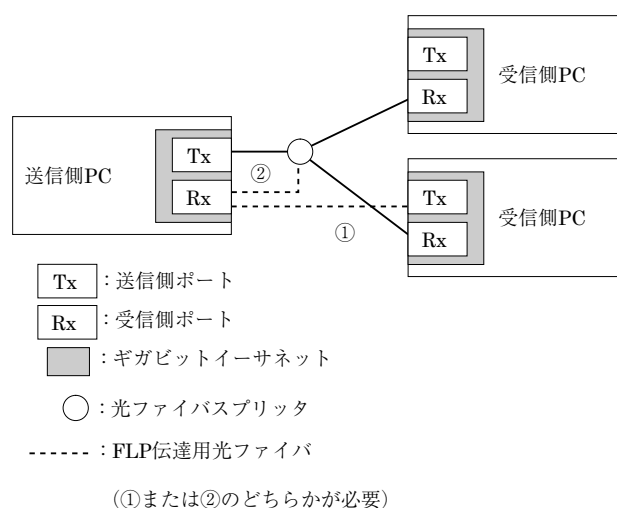 Tx
Rx
受信側PC
送信側PC
Tx
Rx
②
①
Tx
Rx
受信側PC
Tx：送信側ポート
Rx：受信側ポート
：ギガビットイーサネット
：光ファイバスプリッタ
：FLP伝達用光ファイバ
（①または②のどちらかが必要）